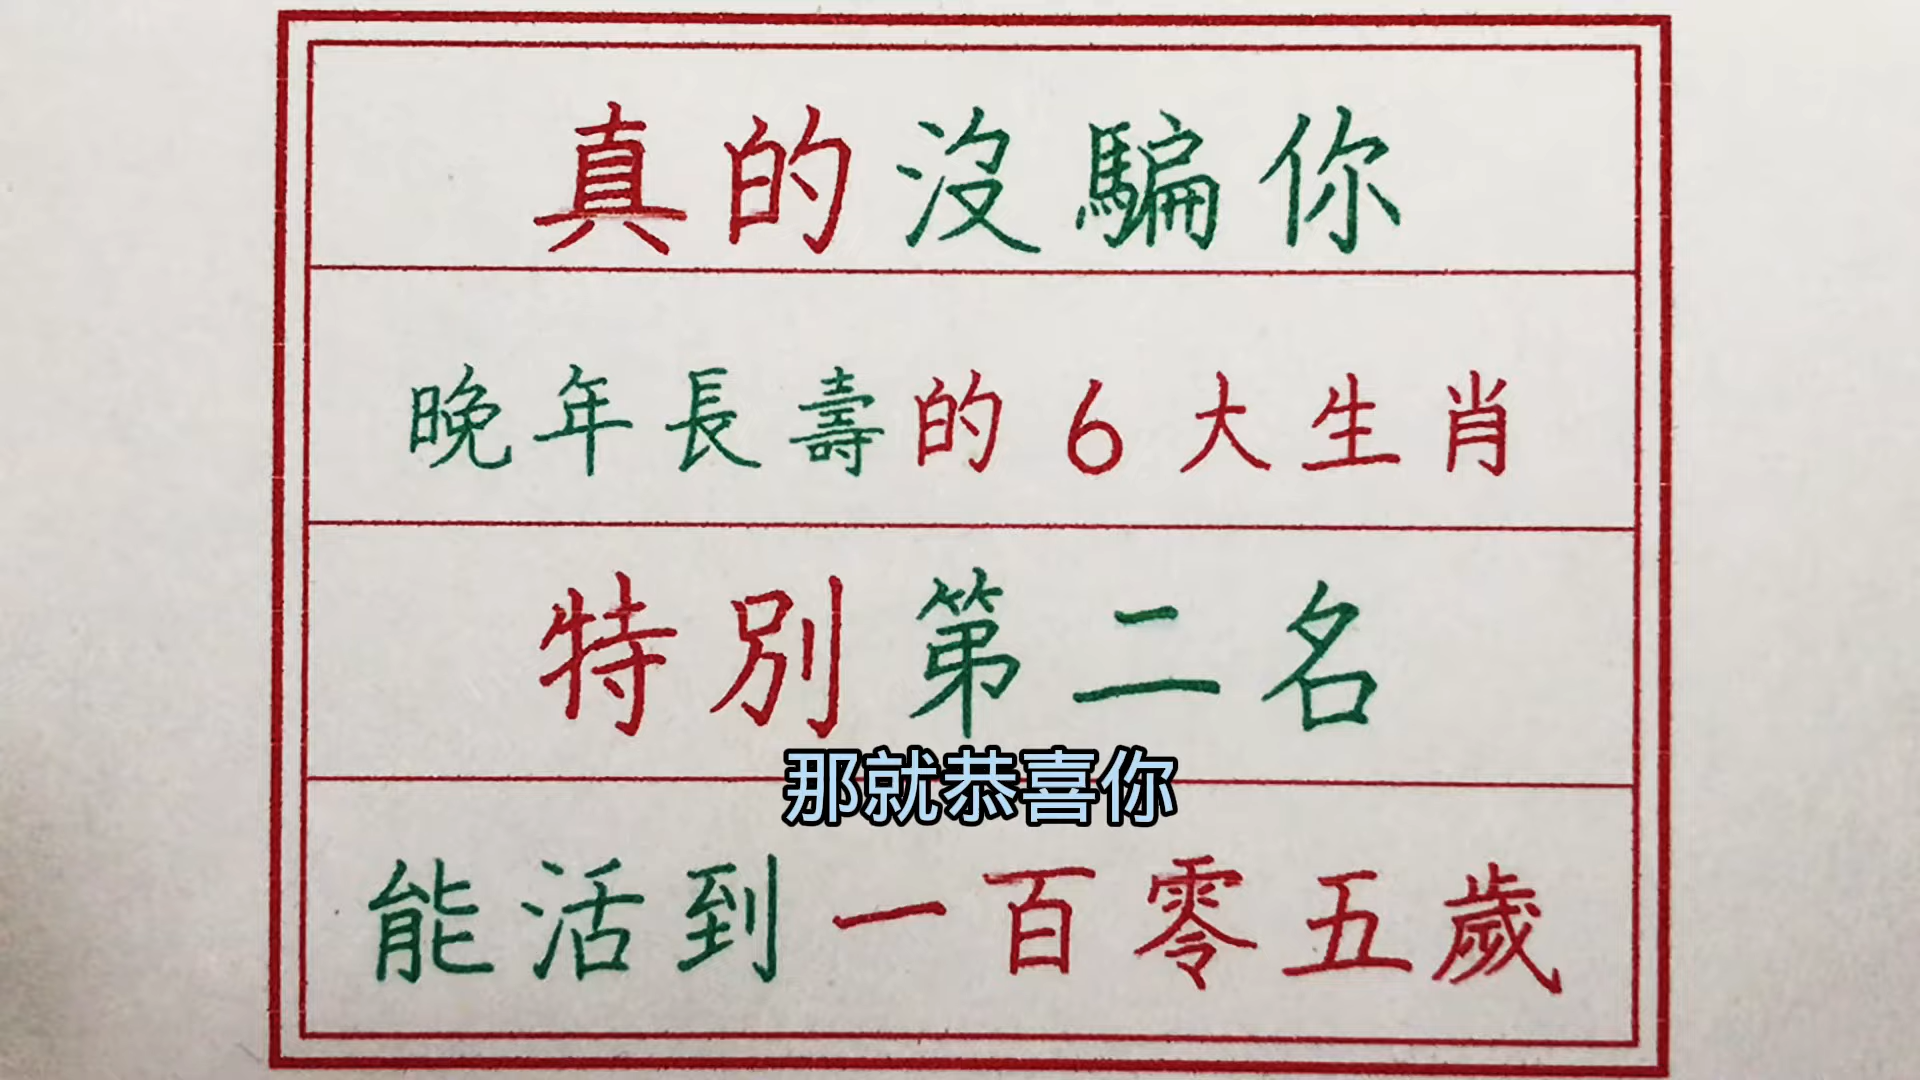 真的沒騙你
晚年長壽的6大生肖
特別第二名
那就恭喜你
能活到一百零五歲